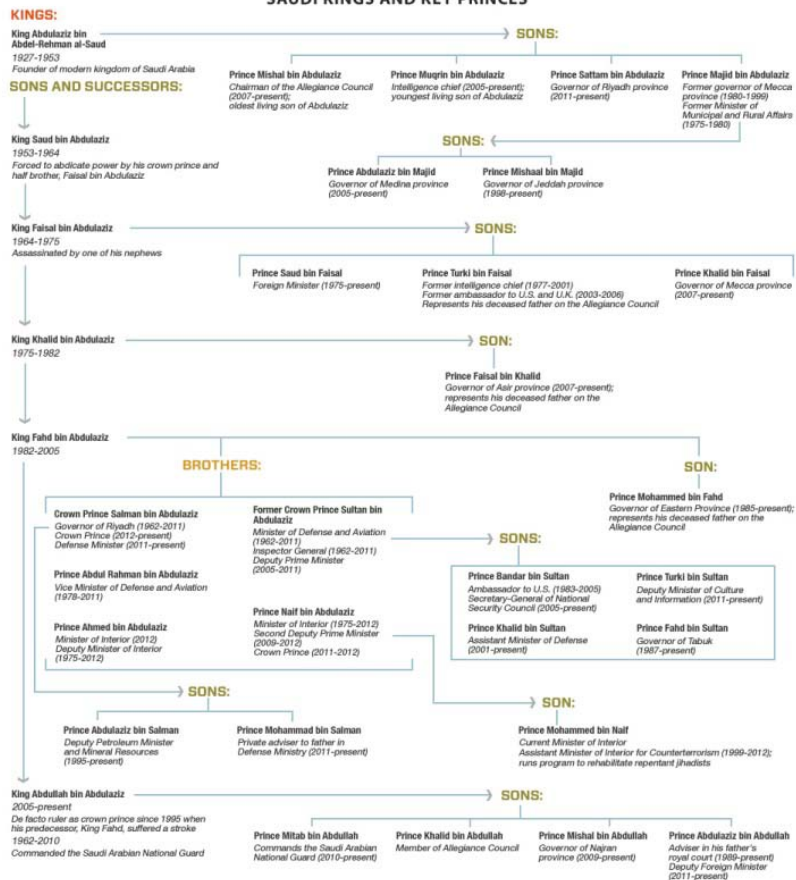 SAUDI KINGS AND KEY PRINCES
KINGS:
King Abdulaziz bin
Abdel-Rehman al-Saud
1927-1953
Founder of modern kingdom of Saudi Arabia
SONS:
Prince Mishal bin Abdulaziz
Chairman of the Allegiance Council
(2007-present);
oldest living son of Abdulaziz
Prince Muqrin bin Abdulaziz
Intelligence chief (2005-present);
youngest living son of Abdulaziz
Prince Sattam bin Abdulaziz
Governor of Riyadh province
(2011-present)
Prince Majid bin Abdulaziz
Former governor of Mecca
province (1980-1999)
Former Minister of
Municipal and Rural Affairs
(1975-1980)
SONS AND SUCCESSORS:
King Saud bin Abdulaziz
1953-1964
Forced to abdicate power by his crown prince and
half brother, Faisal bin Abdulaziz
SONS:
Prince Abdulaziz bin Majid
Governor of Medina province
(2005-present)
Prince Mishaal bin Majid
Governor of Jeddah province
(1998-present)
King Faisal bin Abdulaziz
1964-1975
Assassinated by one of his nephews
SONS:
Prince Saud bin Faisal
Foreign Minister (1975-present)
Prince Turki bin Faisal
Former intelligence chief (1977-2001)
Former ambassador to U.S. and U.K. (2003-2006)
Represents his deceased father on the Allegiance Council
Prince Khalid bin Faisal
Governor of Mecca province
(2007-present)
King Khalid bin Abdulaziz
1975-1982
SON:
Prince Faisal bin Khalid
Governor of Asir province (2007-present);
represents his deceased father on the
Allegiance Council
King Fahd bin Abdulaziz
1982-2005
BROTHERS:
Crown Prince Salman bin Abdulaziz
Governor of Riyadh (1962-2011)
Crown Prince (2012-present)
Defense Minister (2011-present)
Prince Abdul Rahman bin Abdulaziz
Vice Minister of Defense and Aviation
(1978-2011)
Prince Ahmed bin Abdulaziz
Minister of Interior (2012)
Deputy Minister of Interior
(1975-2012)
Former Crown Prince Sultan bin
Abdulaziz
Minister of Defense and Aviation
(1962-2011)
Inspector General (1962-2011)
Deputy Prime Minister
(2005-2011)
Prince Naif bin Abdulaziz
Minister of Interior (1975-2012)
Second Deputy Prime Minister
(2009-2012)
Crown Prince (2011-2012)
SON:
Prince Mohammed bin Fahd
Governor of Eastern Province (1985-present);
represents his deceased father on the
Allegiance Council
SONS:
Prince Bandar bin Sultan
Ambassador to U.S. (1983-2005)
Secretary-General of National
Security Council (2005-present)
Prince Turki bin Sultan
Deputy Minister of Culture
and Information (2011-present)
Prince Khalid bin Sultan
Assistant Minister of Defense
(2001-present)
Prince Fahd bin Sultan
Governor of Tabuk
(1987-present)
SONS:
Prince Abdulaziz bin Salman
Deputy Petroleum Minister
and Mineral Resources
(1995-present)
Prince Mohammad bin Salman
Private adviser to father in
Defense Ministry (2011-present)
SON:
Prince Mohammed bin Naif
Current Minister of Interior
Assistant Minister of Interior for Counterterrorism (1999-2012);
runs program to rehabilitate repentant jihadists
King Abdullah bin Abdulaziz
2005-present
De facto ruler as crown prince since 1995 when
his predecessor, King Fahd, suffered a stroke
1962-2010
Commanded the Saudi Arabian National Guard
SONS:
Prince Mitab bin Abdullah
Commands the Saudi Arabian
National Guard (2010-present)
Prince Khalid bin Abdullah
Member of Allegiance Council
Prince Mishal bin Abdullah
Governor of Najran
province (2009-present)
Prince Abdulaziz bin Abdullah
Adviser in his father's
royal court (1989-present)
Deputy Foreign Minister
(2011-present)